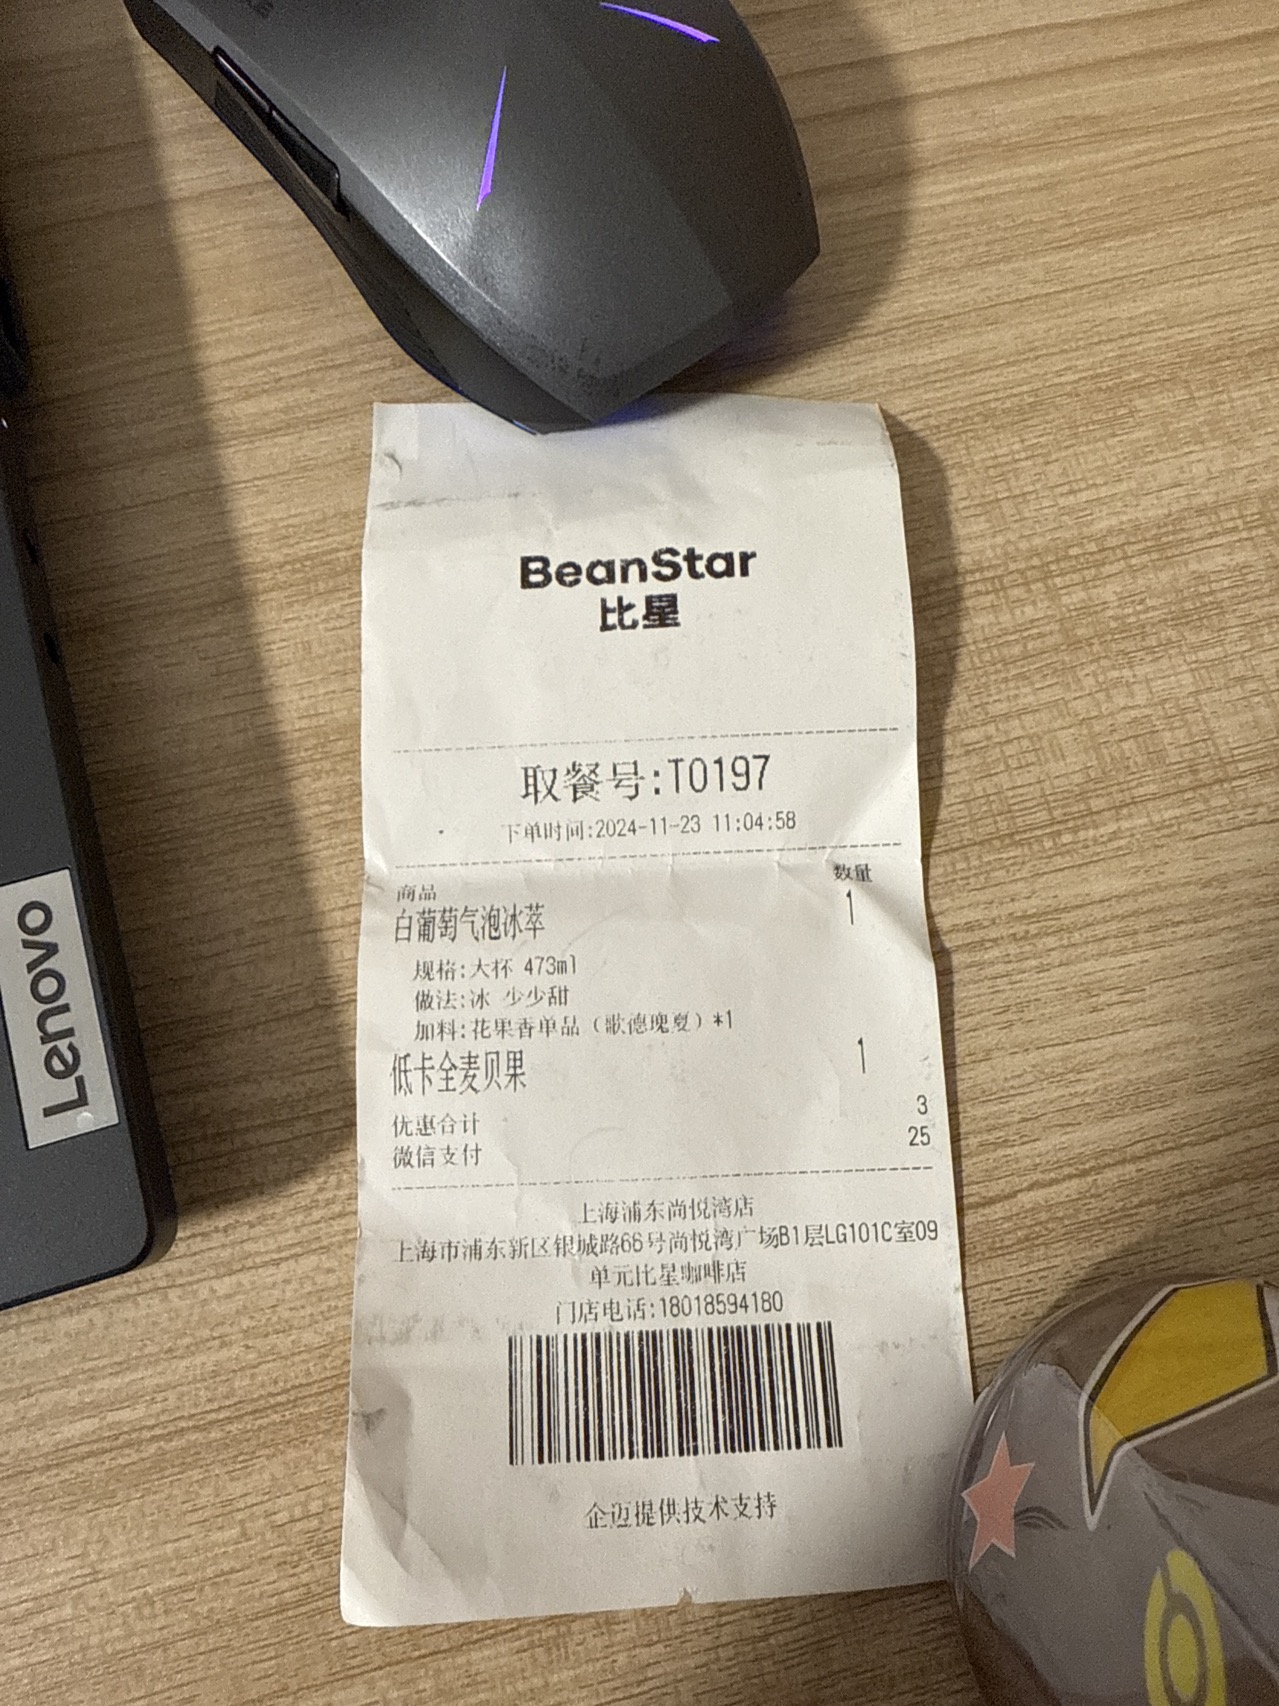 Lenovo
BeanStar
比星
取餐号:T0197
下单时间:2024-11-23 11:04:58
商品 数量
白葡萄气泡冰萃 1
规格:大杯 473ml
做法:冰 少少甜
加料:花果香单品（歌德瑰夏）*1
低卡全麦贝果 1
优惠合计 3
微信支付 25
上海浦东尚悦湾店
上海市浦东新区银城路66号尚悦湾广场B1层LG101C室09
单元比星咖啡店
门店电话:18018594180
企迈提供技术支持